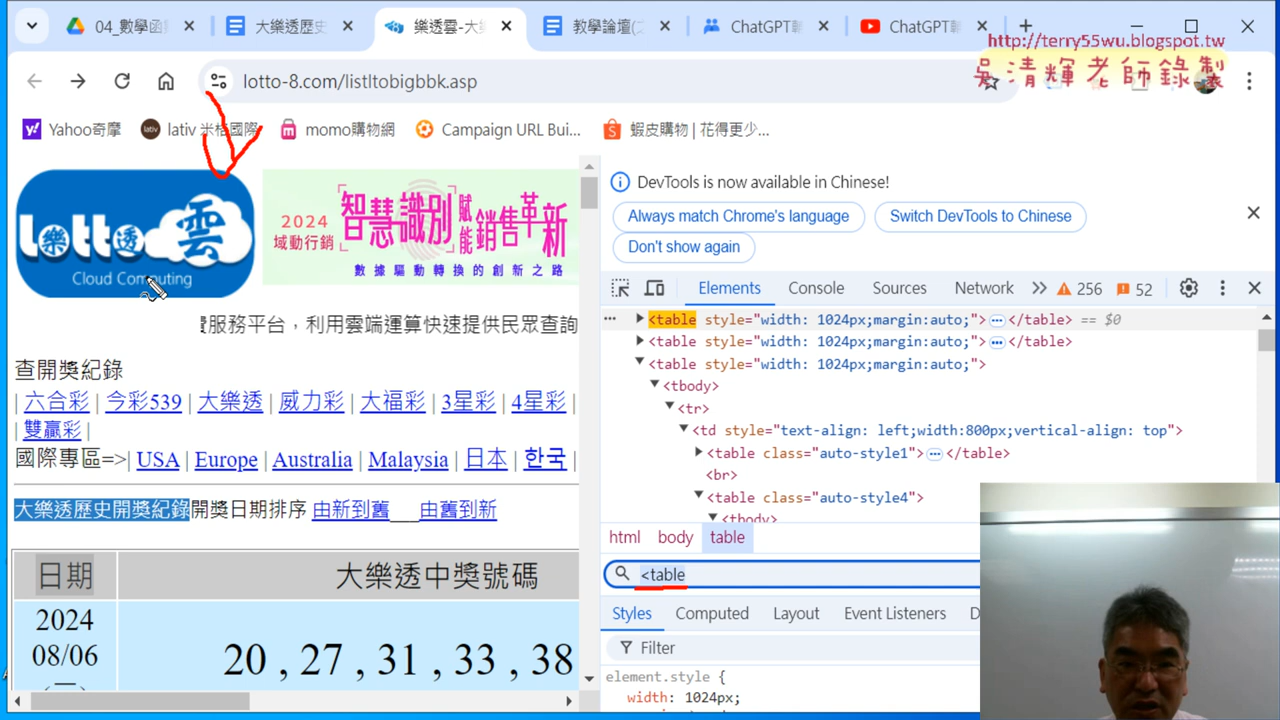 04_數學函
大樂透歷史
樂透雲-大
教學論壇(
ChatGPT
ChatGPT
http://terry55wu.blogspot.tw
吳清輝老師錄製
lotto-8.com/listltobigbbk.asp
Yahoo奇摩
lativ 米格國際
momo購物網
Campaign URL Bui...
蝦皮購物 | 花得更少...
lotto 樂透 雲
Cloud Computing
2024
域動行銷
智慧識別賦能銷售革新
數據驅動轉換的創新之路
服務平台，利用雲端運算快速提供民眾查詢
查開獎紀錄
| 六合彩 | 今彩539 | 大樂透 | 威力彩 | 大福彩 | 3星彩 | 4星彩 |
| 雙贏彩 |
國際專區=>| USA | Europe | Australia | Malaysia | 日本 | 한국 |
大樂透歷史開獎紀錄開獎日期排序 由新到舊 由舊到新
日期
大樂透中獎號碼
2024
08/06
20 , 27 , 31 , 33 , 38
DevTools is now available in Chinese!
Always match Chrome's language
Switch DevTools to Chinese
Don't show again
Elements
Console
Sources
Network
256
52
<table style="width: 1024px;margin:auto;">…</table> == $0
<table style="width: 1024px;margin:auto;">…</table>
<table style="width: 1024px;margin:auto;">
<tbody>
<tr>
<td style="text-align: left;width:800px;vertical-align: top">
<table class="auto-style1">…</table>
<br>
<table class="auto-style4">
<tbody>
html
body
table
<table
Styles
Computed
Layout
Event Listeners
D
Filter
element.style {
width: 1024px;